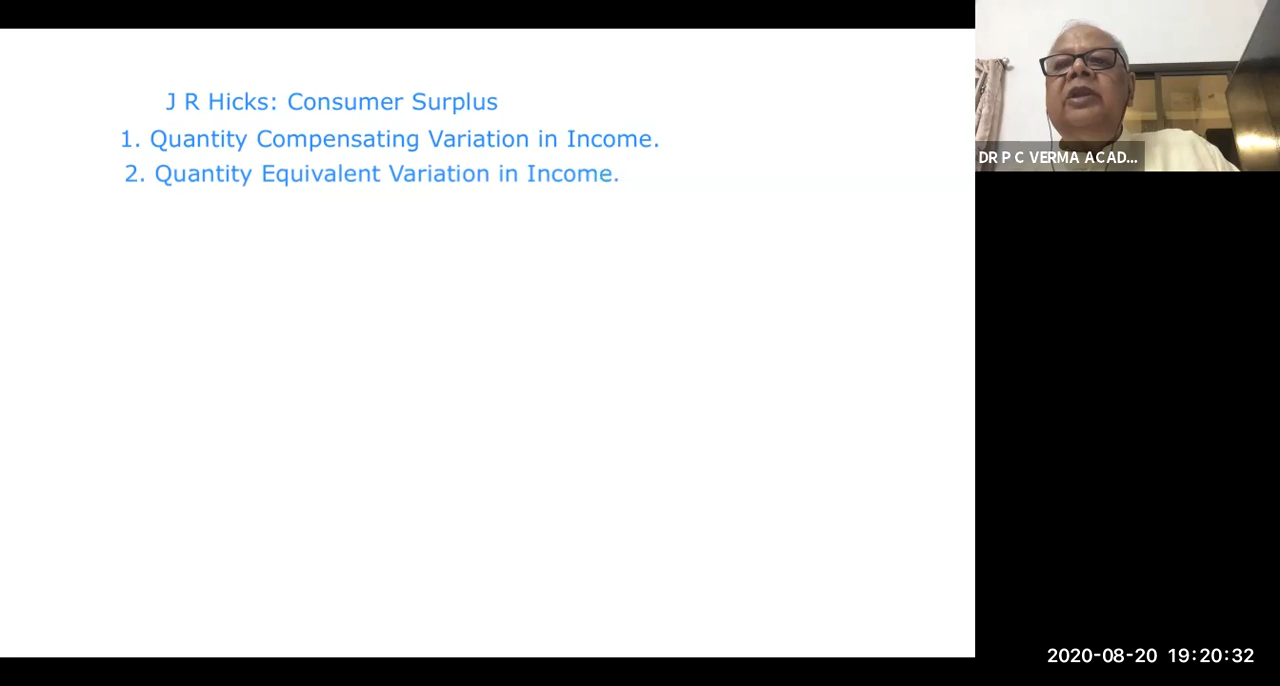 J R Hicks: Consumer Surplus
1. Quantity Compensating Variation in Income.
2. Quantity Equivalent Variation in Income.
DR P C VERMA ACAD...
2020-08-20 19:20:32